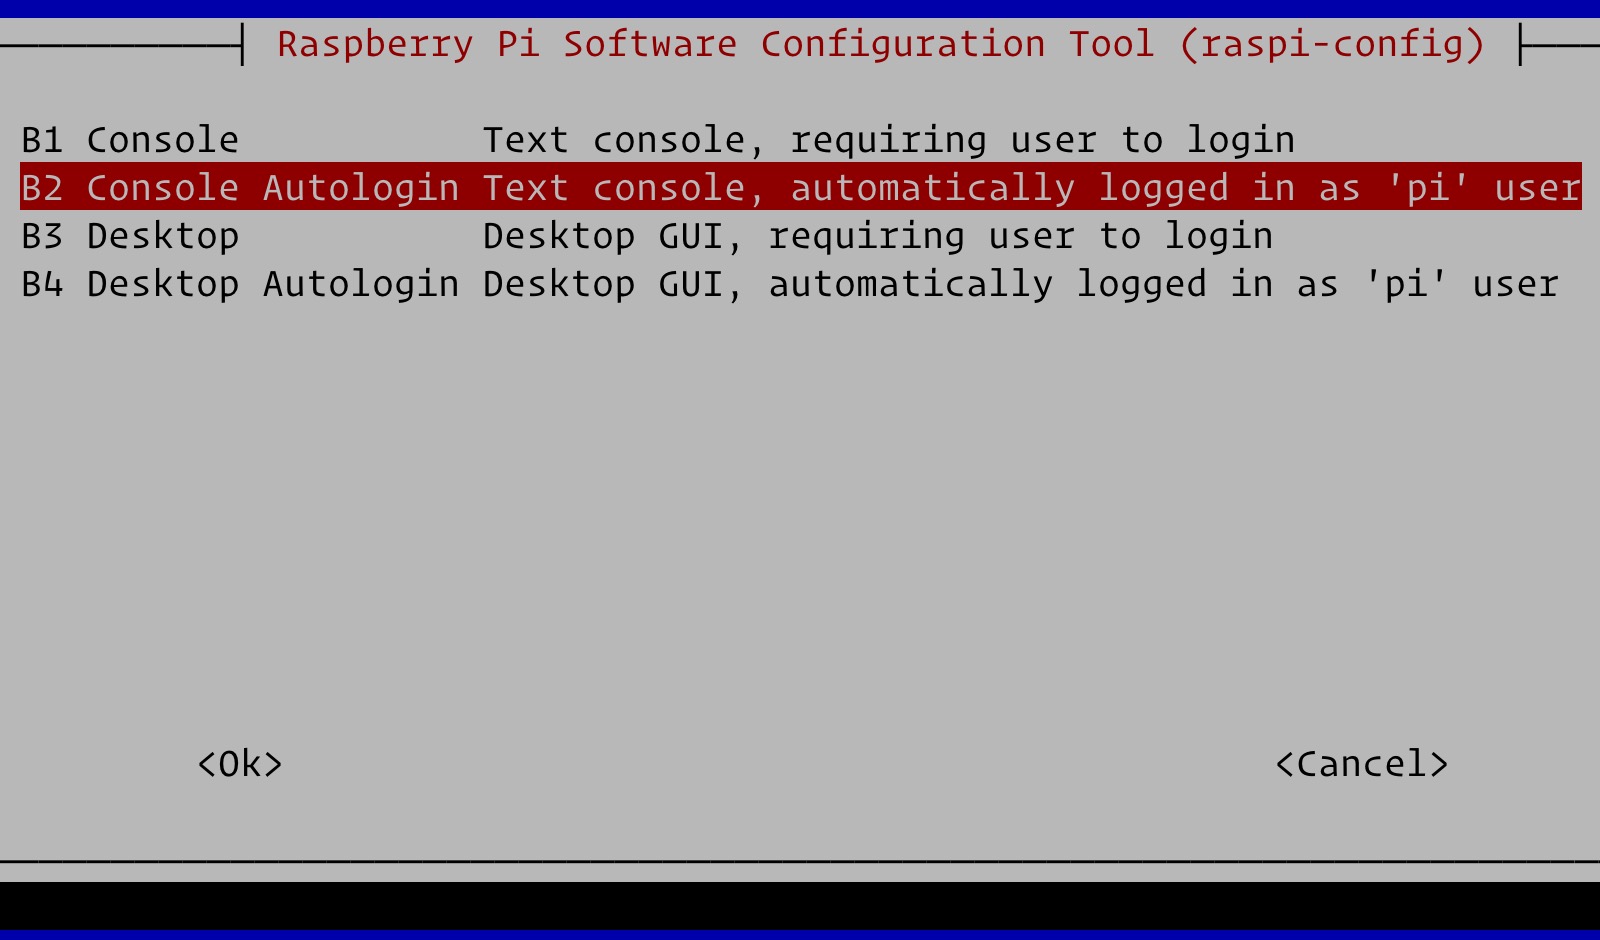 Raspberry Pi Software Configuration Tool (raspi-config)
B1 Console Text console, requiring user to login
B2 Console Autologin Text console, automatically logged in as 'pi' user
B3 Desktop Desktop GUI, requiring user to login
B4 Desktop Autologin Desktop GUI, automatically logged in as 'pi' user
<Ok> <Cancel>